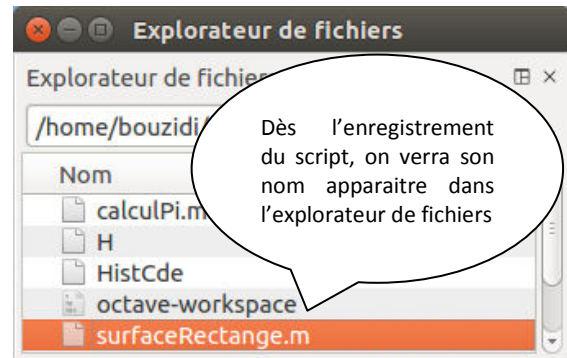 Explorateur de fichiers
Explorateur de fichier
/home/bouzidi/
Dès l'enregistrement
du script, on verra son
nom apparaitre dans
l'explorateur de fichiers
Nom
calculPi.m
H
HistCde
octave-workspace
surfaceRectange.m